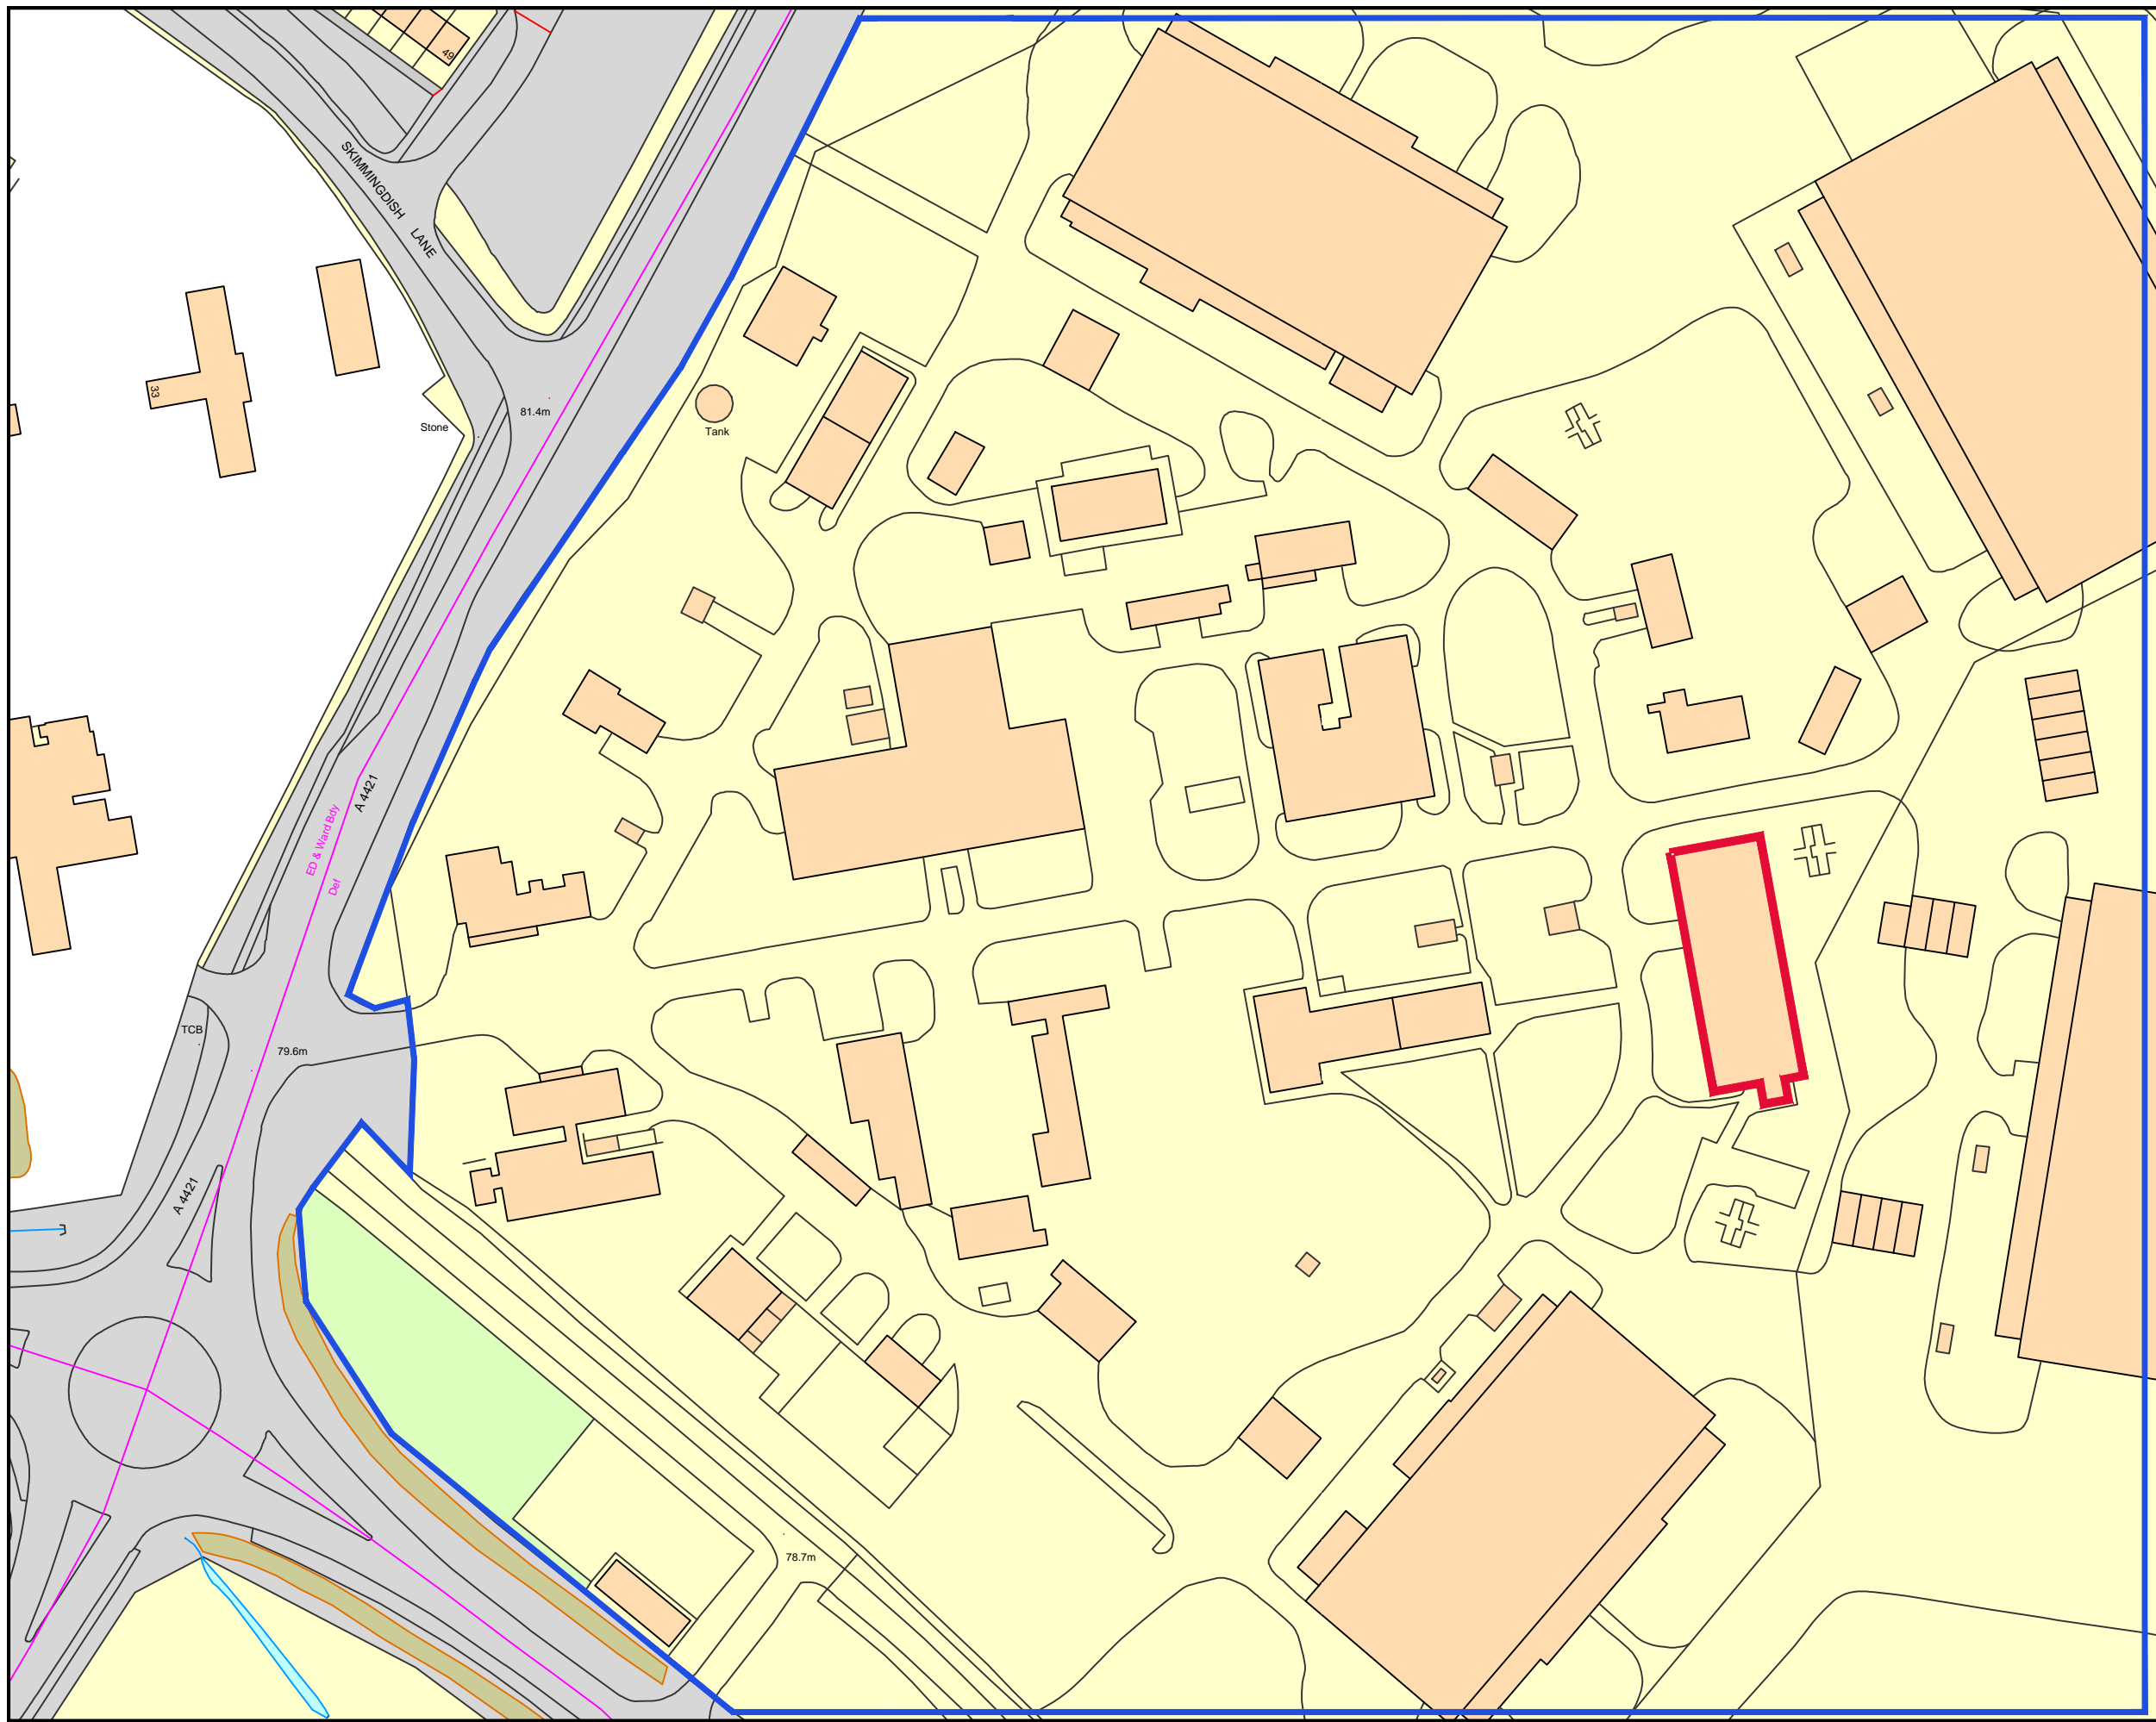 49
SKIMMINGDISH
LANE
33
81.4m
Stone
Tank
A 4421
ED & Ward Bdy
Def
TCB
79.6m
A 4421
78.7m